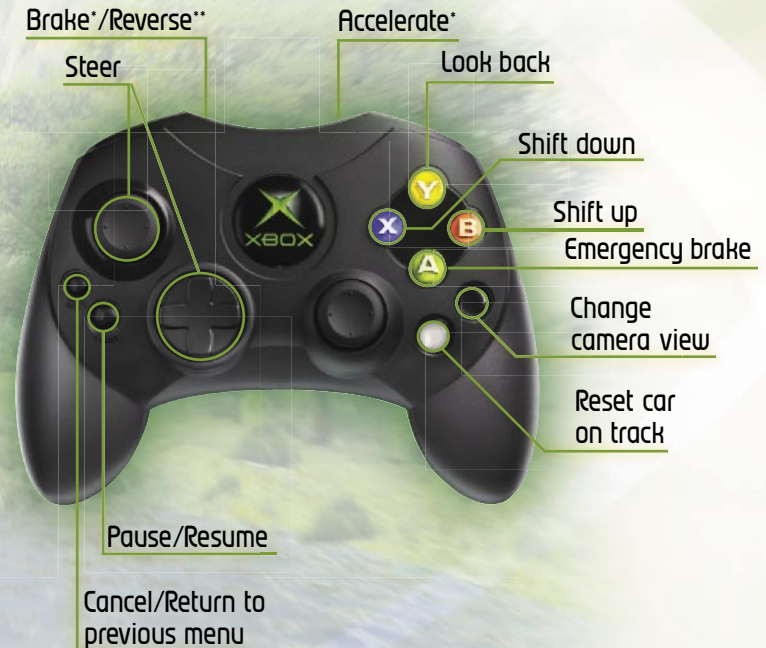 Brake*/Reverse**
Accelerate*
Steer
Look back
Shift down
Y
Shift up
X
B
XBOX
Emergency brake
A
Change
camera view
Reset car
on track
Pause/Resume
Cancel/Return to
previous menu